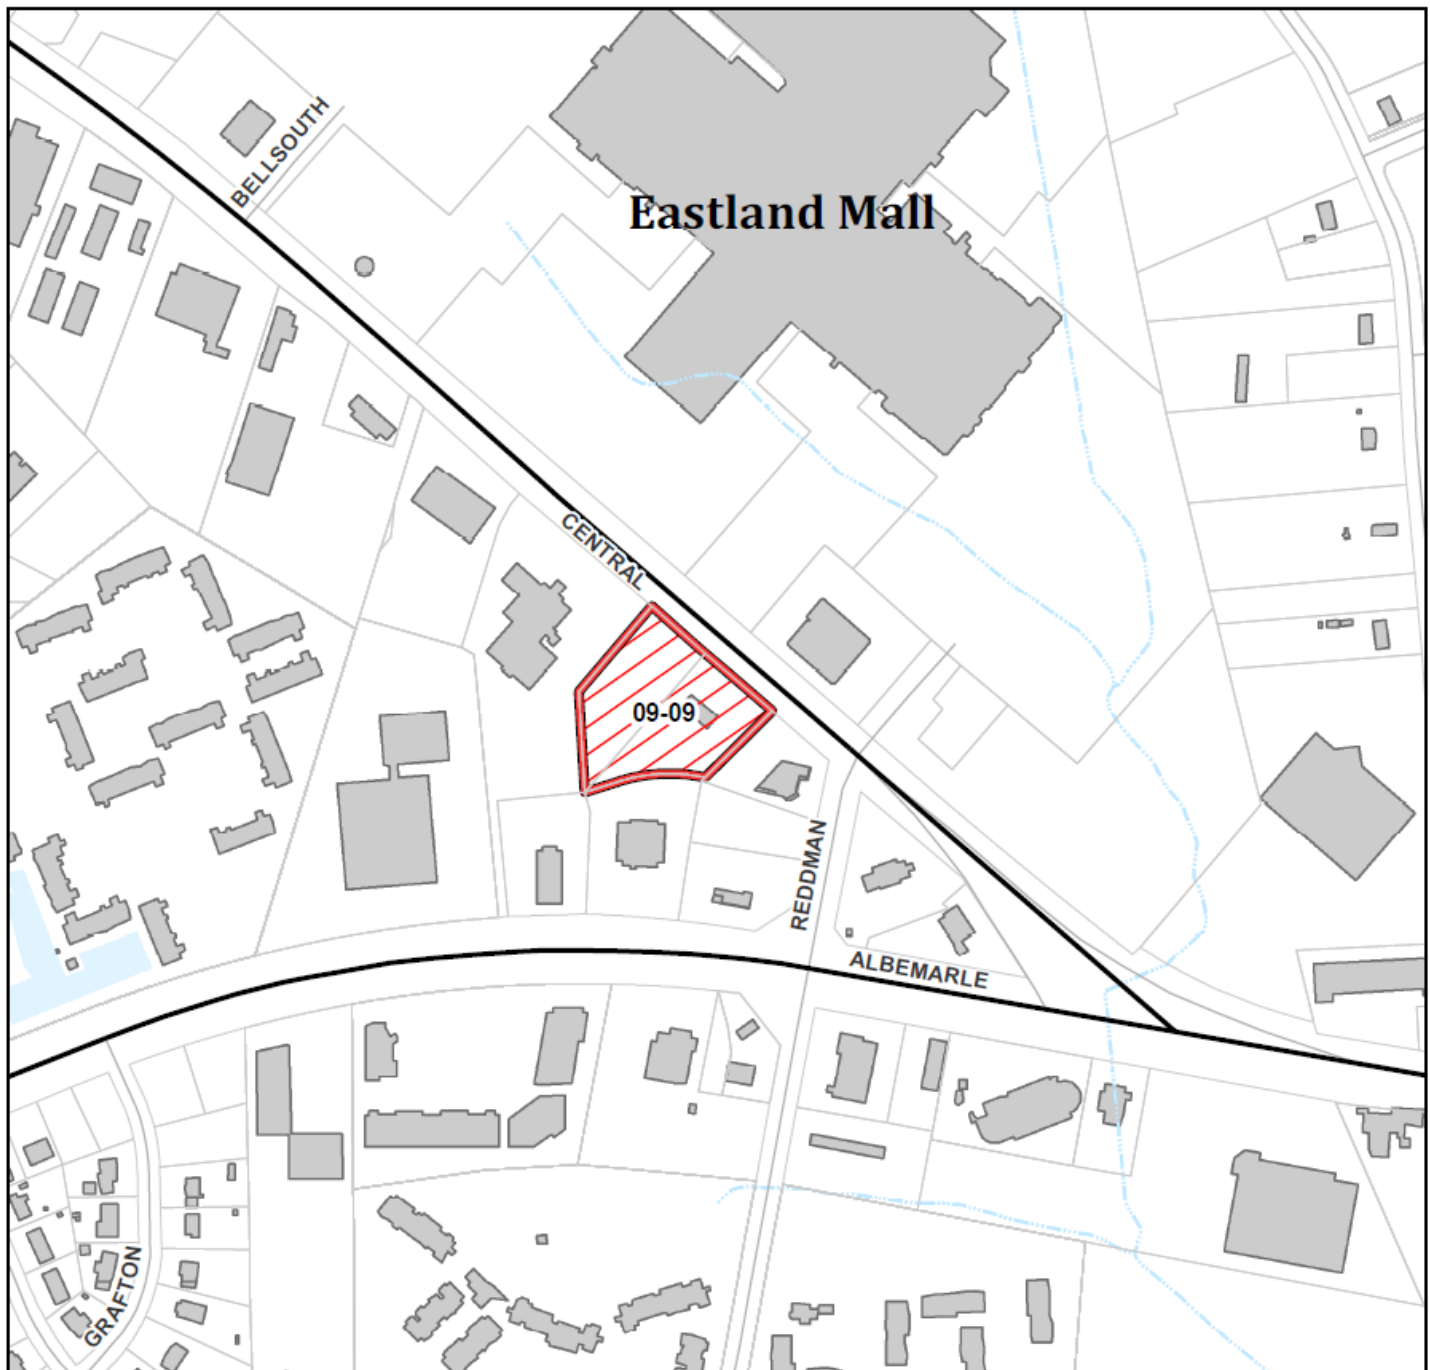 BELLSOUTH
Eastland Mall
CENTRAL
09-09
REDDMAN
ALBEMARLE
GRAFTON